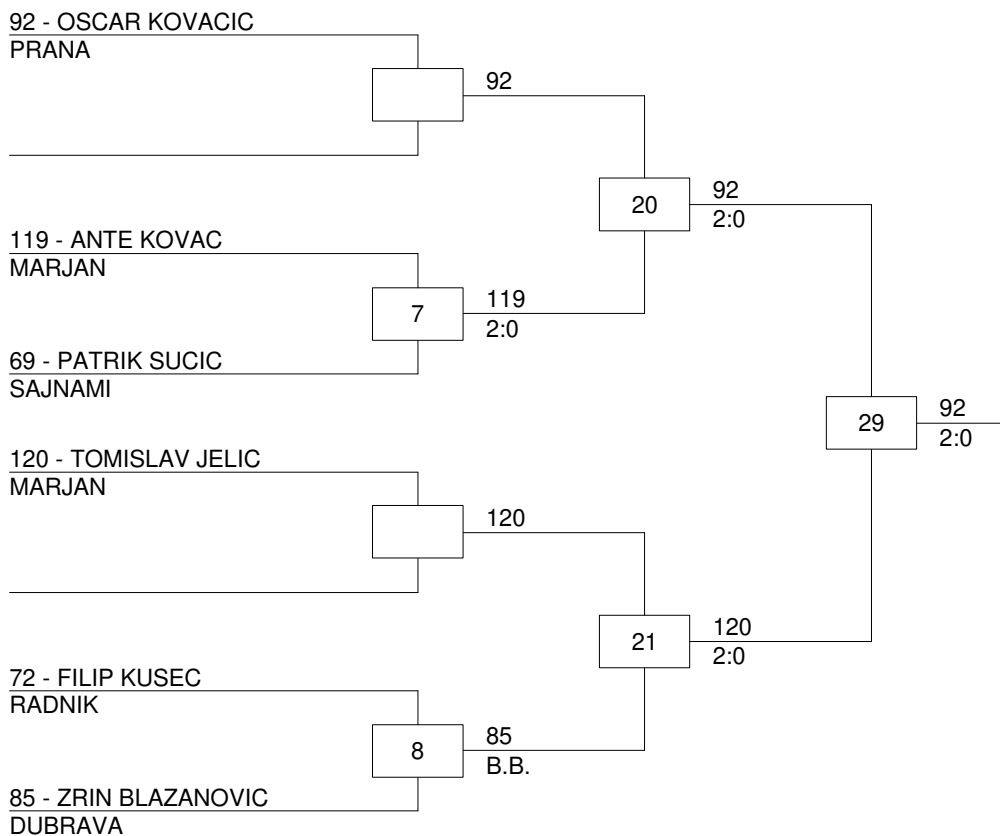 92 - OSCAR KOVACIC
PRANA
92
20
92
2:0
119 - ANTE KOVAC
MARJAN
7
119
2:0
69 - PATRIK SUCIC
SAJNAMI
29
92
2:0
120 - TOMISLAV JELIC
MARJAN
120
21
120
2:0
72 - FILIP KUSEC
RADNIK
8
85
B.B.
85 - ZRIN BLAZANOVIC
DUBRAVA